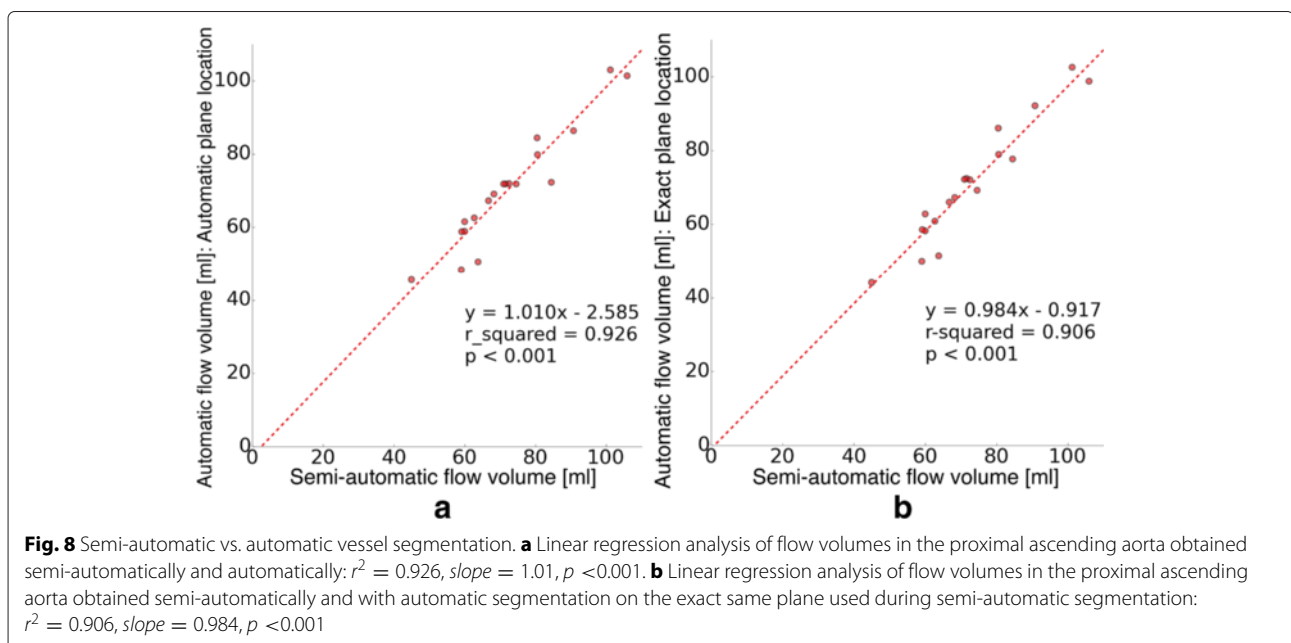 Automatic flow volume [ml]: Automatic plane location
100
80
60
40
20
0
0 20 40 60 80 100
Semi-automatic flow volume [ml]
y = 1.010x - 2.585
r_squared = 0.926
p < 0.001
a
Automatic flow volume [ml]: Exact plane location
100
80
60
40
20
0
0 20 40 60 80 100
Semi-automatic flow volume [ml]
y = 0.984x - 0.917
r-squared = 0.906
p < 0.001
b
Fig. 8 Semi-automatic vs. automatic vessel segmentation. a Linear regression analysis of flow volumes in the proximal ascending aorta obtained
semi-automatically and automatically: r² = 0.926, slope = 1.01, p <0.001. b Linear regression analysis of flow volumes in the proximal ascending
aorta obtained semi-automatically and with automatic segmentation on the exact same plane used during semi-automatic segmentation:
r² = 0.906, slope = 0.984, p <0.001